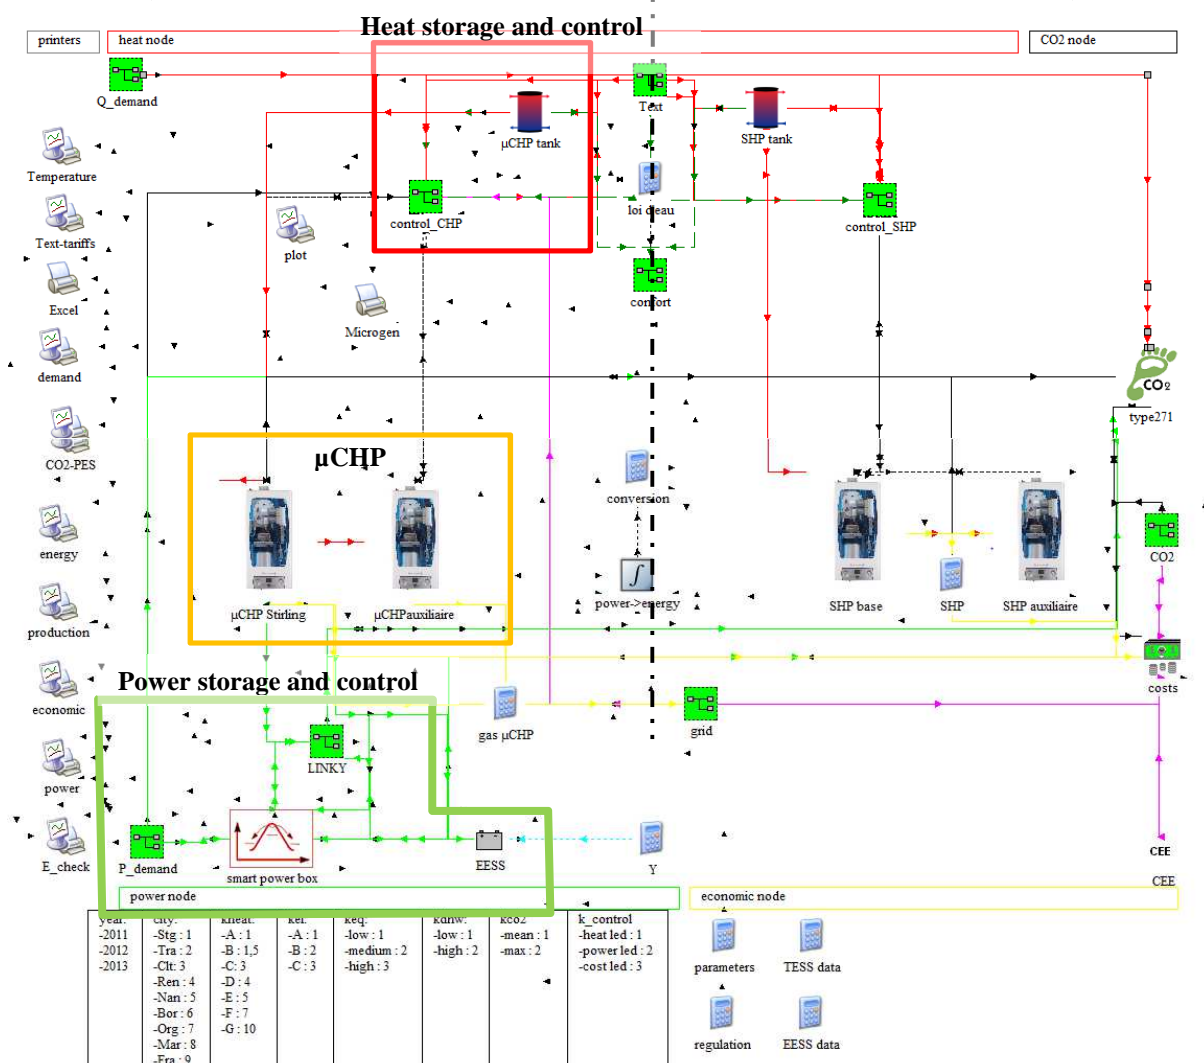 Heat storage and control
printers
heat node
CO2 node
Q_demand
Text
µCHP tank
SHP tank
Temperature
loi d'eau
control_CHP
control_SHP
Text-tariffs
plot
Excel
confort
Microgen
demand
CO2
type271
µCHP
CO2-PES
conversion
energy
CO2
power->energy
µCHP Stirling
µCHPauxiliaire
SHP base
SHP
SHP auxiliaire
production
Power storage and control
costs
economic
gas µCHP
grid
LINKY
power
E_check
P_demand
smart power box
EESS
Y
CEE
CEE
power node
economic node
year:
-2011
-2012
-2013
city:
-Stg : 1
-Tra : 2
-Clt: 3
-Ren : 4
-Nan : 5
-Bor : 6
-Org : 7
-Mar : 8
-Fra : 9
kheat:
-A : 1
-B : 1,5
-C : 3
-D : 4
-E : 5
-F : 7
-G : 10
kel:
-A : 1
-B : 2
-C : 3
keq:
-low : 1
-medium : 2
-high : 3
kdhw:
-low : 1
-high : 2
kco2
-mean : 1
-max : 2
k_control
-heat led : 1
-power led : 2
-cost led : 3
parameters
TESS data
regulation
EESS data